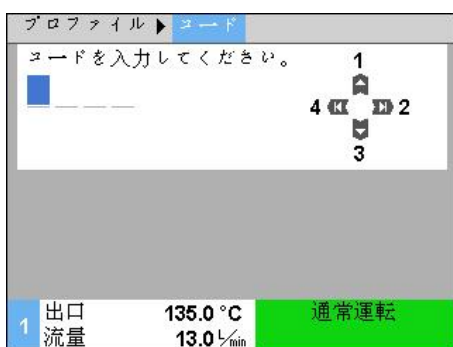 プロファイル ▶ コード
コードを入力してください。
1
4 2
3
1
出口 135.0 °C 通常運転
流量 13.0 L/min